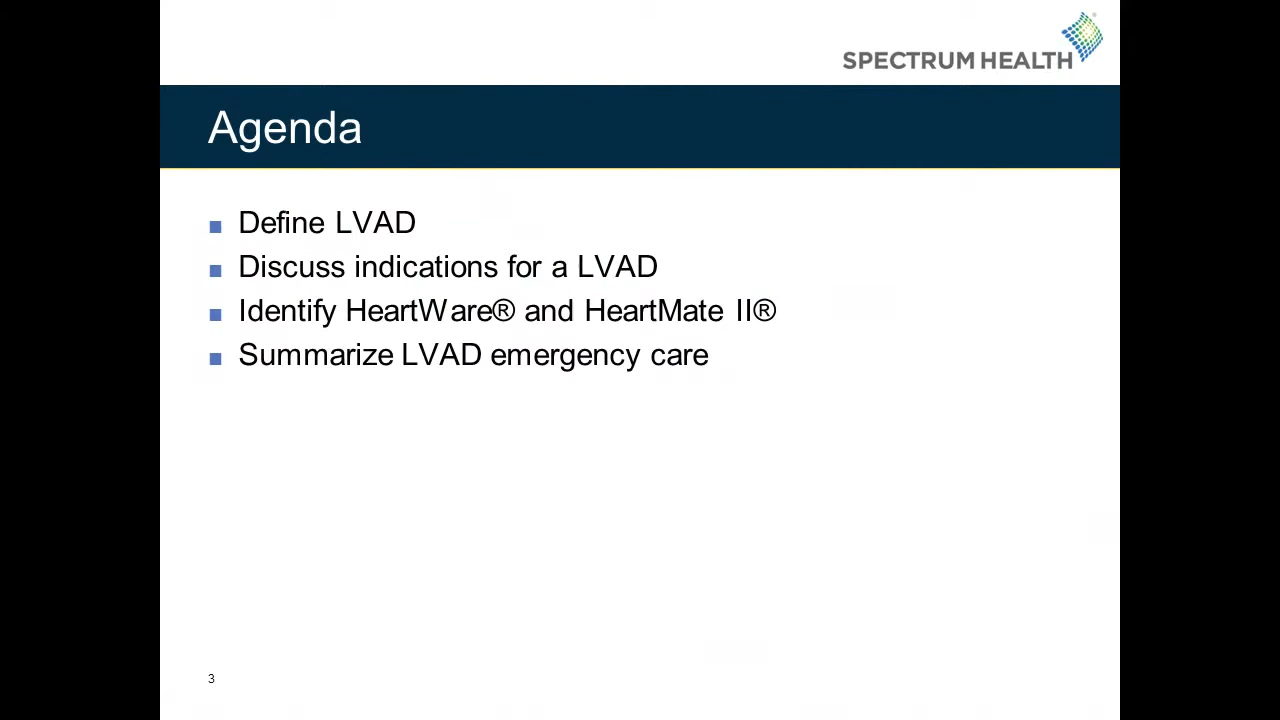 SPECTRUM HEALTH
Agenda
■ Define LVAD
■ Discuss indications for a LVAD
■ Identify HeartWare® and HeartMate II®
■ Summarize LVAD emergency care
3